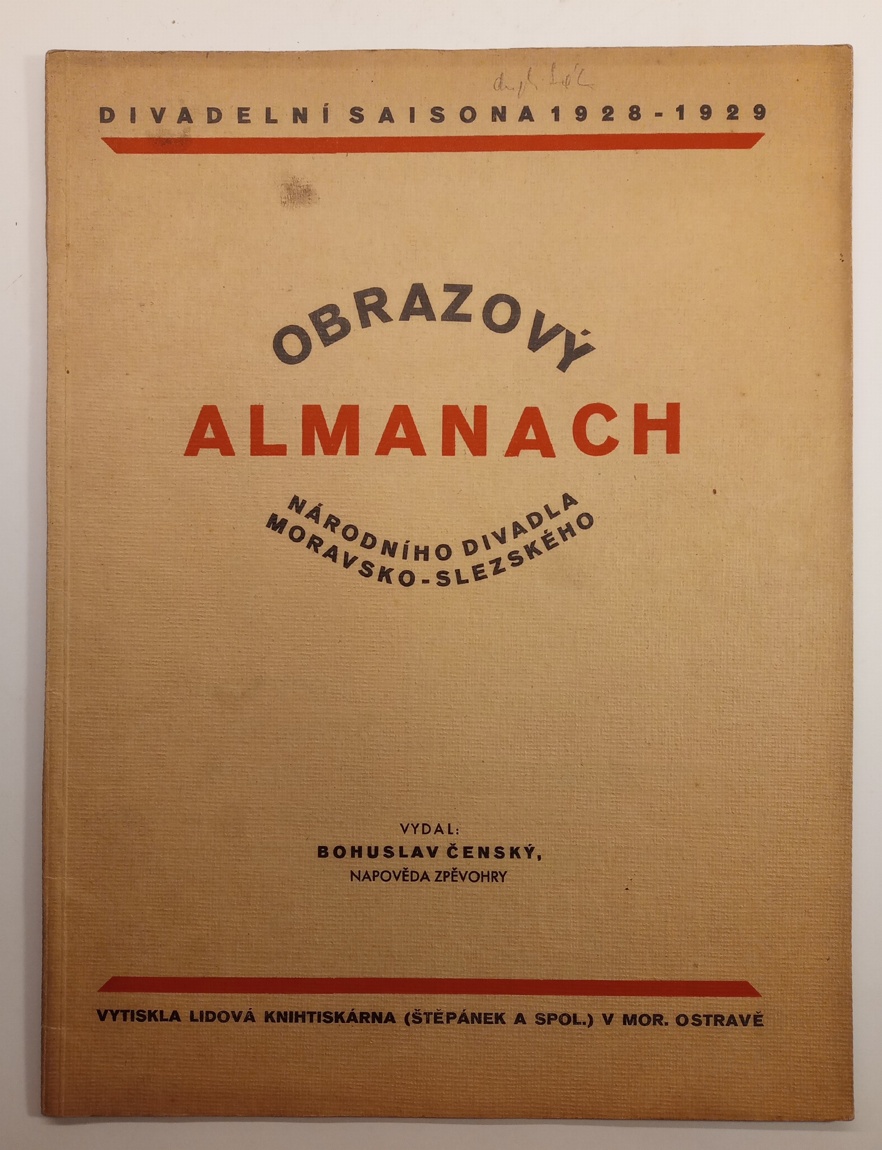 DIVADELNÍ SAISONA 1928-1929
OBRAZOVÝ
ALMANACH
NÁRODNÍHO DIVADLA
MORAVSKO-SLEZSKÉHO
VYDAL:
BOHUSLAV ČENSKÝ,
NAPOVĚDA ZPĚVOHRY
VYTISKLA LIDOVÁ KNIHTISKÁRNA (ŠTĚPÁNEK A SPOL.) V MOR. OSTRAVĚ